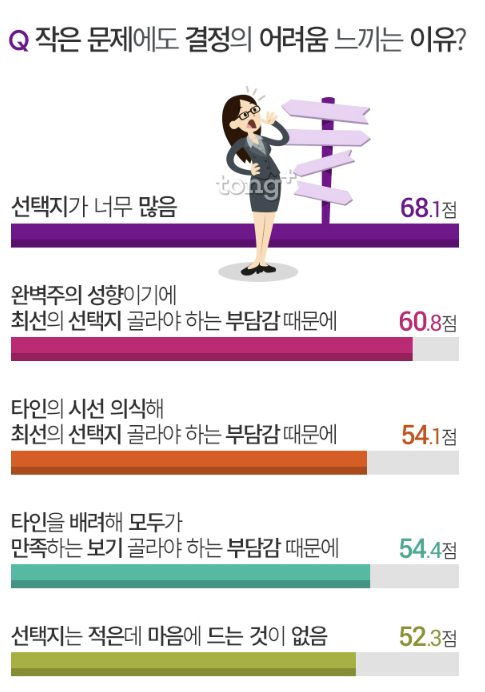 Q 작은 문제에도 결정의 어려움 느끼는 이유?
tong+
선택지가 너무 많음 68.1점
완벽주의 성향이기에
최선의 선택지 골라야 하는 부담감 때문에 60.8점
타인의 시선 의식해
최선의 선택지 골라야 하는 부담감 때문에 54.1점
타인을 배려해 모두가
만족하는 보기 골라야 하는 부담감 때문에 54.4점
선택지는 적은데 마음에 드는 것이 없음 52.3점